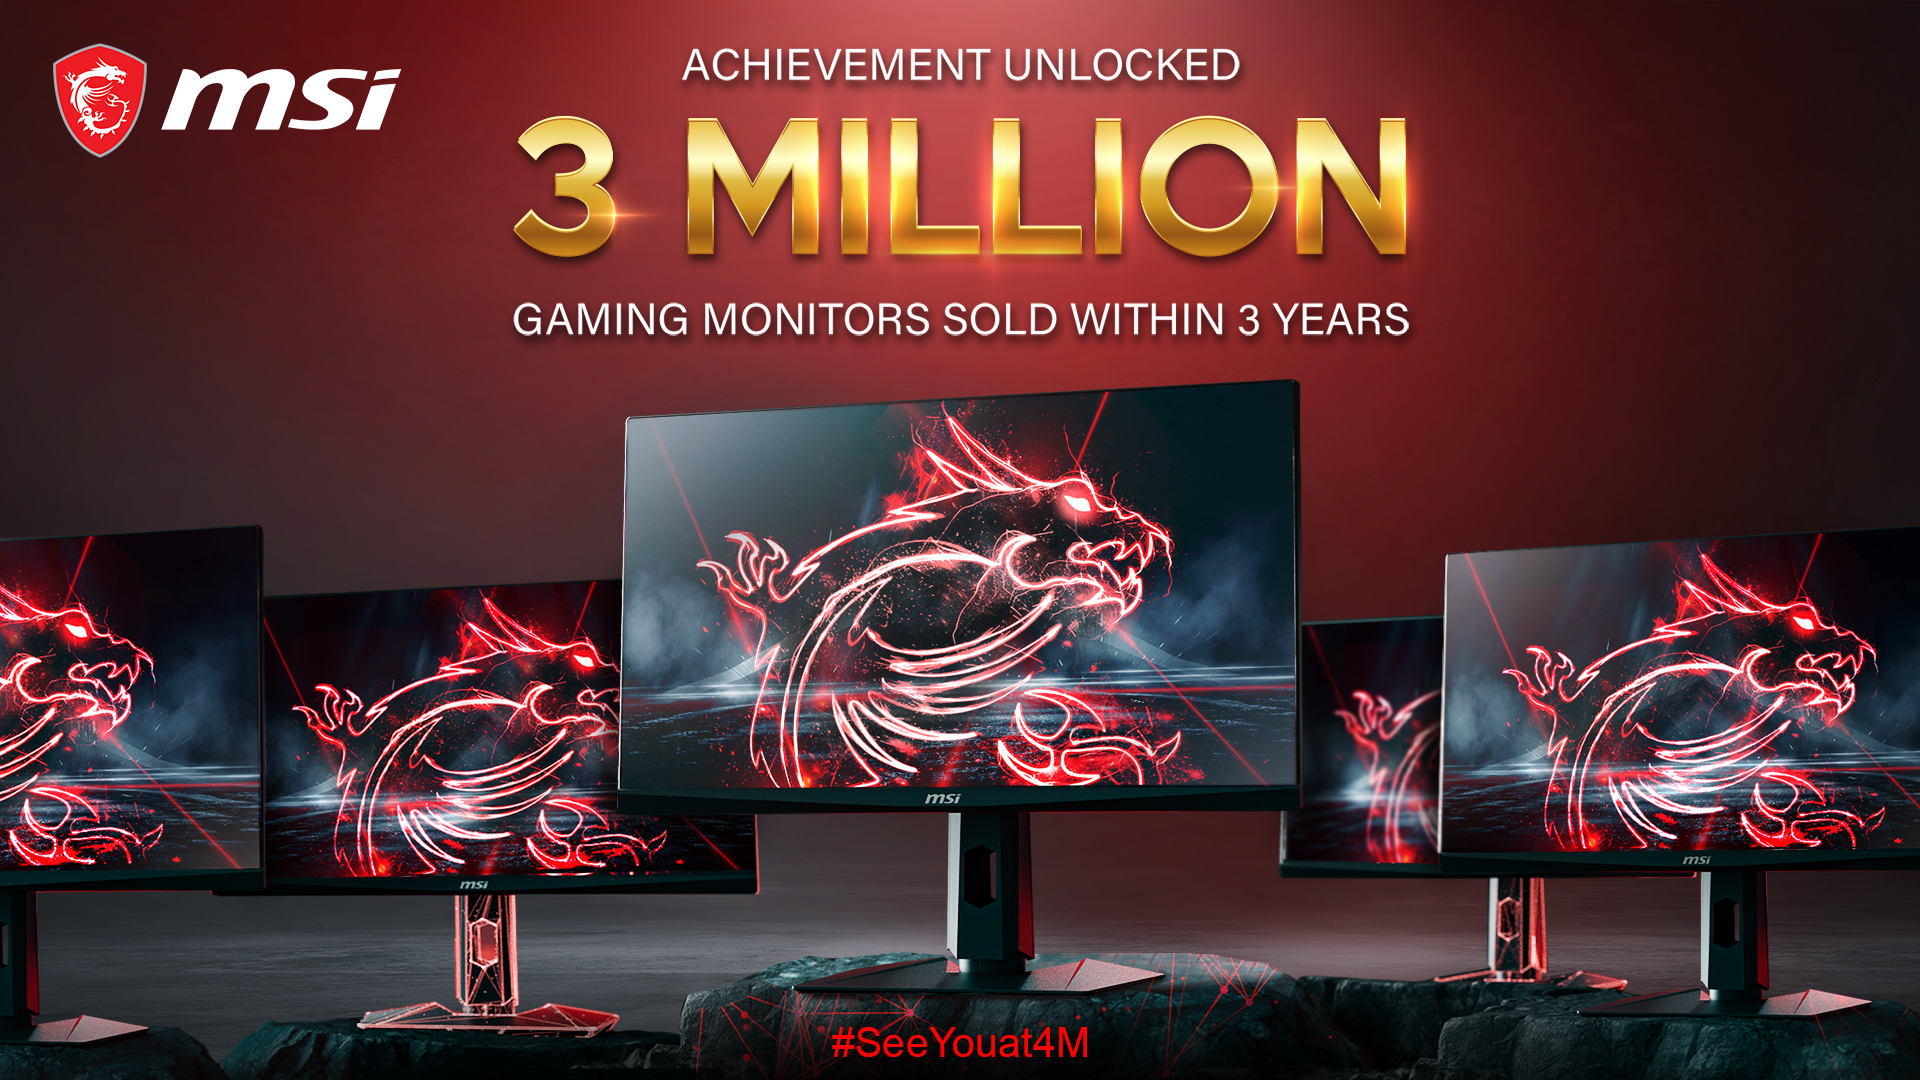 msi
ACHIEVEMENT UNLOCKED
3 MILLION
GAMING MONITORS SOLD WITHIN 3 YEARS
msi
msi
msi
#SeeYouat4M